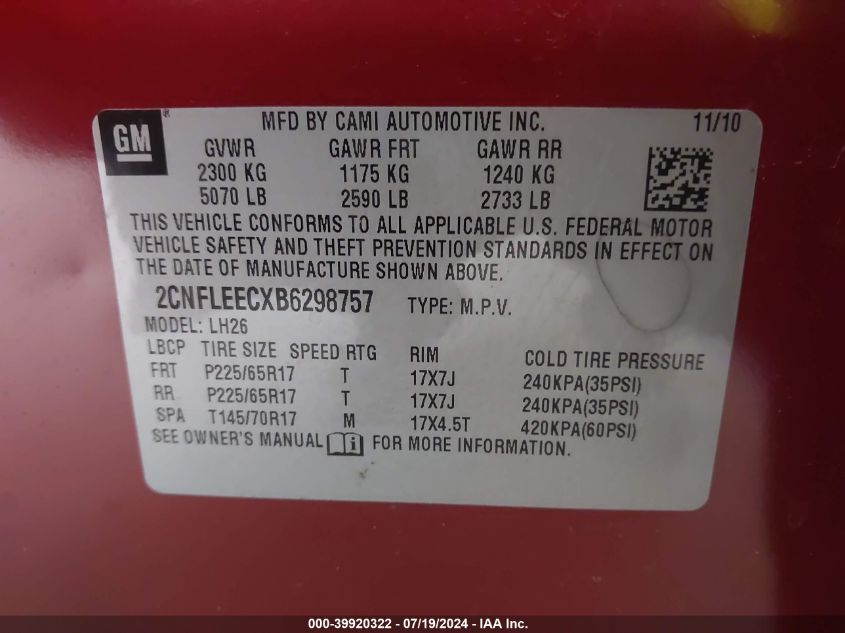 GM ®
MFD BY CAMI AUTOMOTIVE INC. 11/10
GVWR GAWR FRT GAWR RR
2300 KG 1175 KG 1240 KG
5070 LB 2590 LB 2733 LB
THIS VEHICLE CONFORMS TO ALL APPLICABLE U.S. FEDERAL MOTOR
VEHICLE SAFETY AND THEFT PREVENTION STANDARDS IN EFFECT ON
THE DATE OF MANUFACTURE SHOWN ABOVE.
2CNFLEECXB6298757 TYPE: M.P.V.
MODEL: LH26
LBCP TIRE SIZE SPEED RTG RIM COLD TIRE PRESSURE
FRT P225/65R17 T 17X7J 240KPA(35PSI)
RR P225/65R17 T 17X7J 240KPA(35PSI)
SPA T145/70R17 M 17X4.5T 420KPA(60PSI)
SEE OWNER'S MANUAL i FOR MORE INFORMATION.
000-39920322 - 07/19/2024 - IAA Inc.